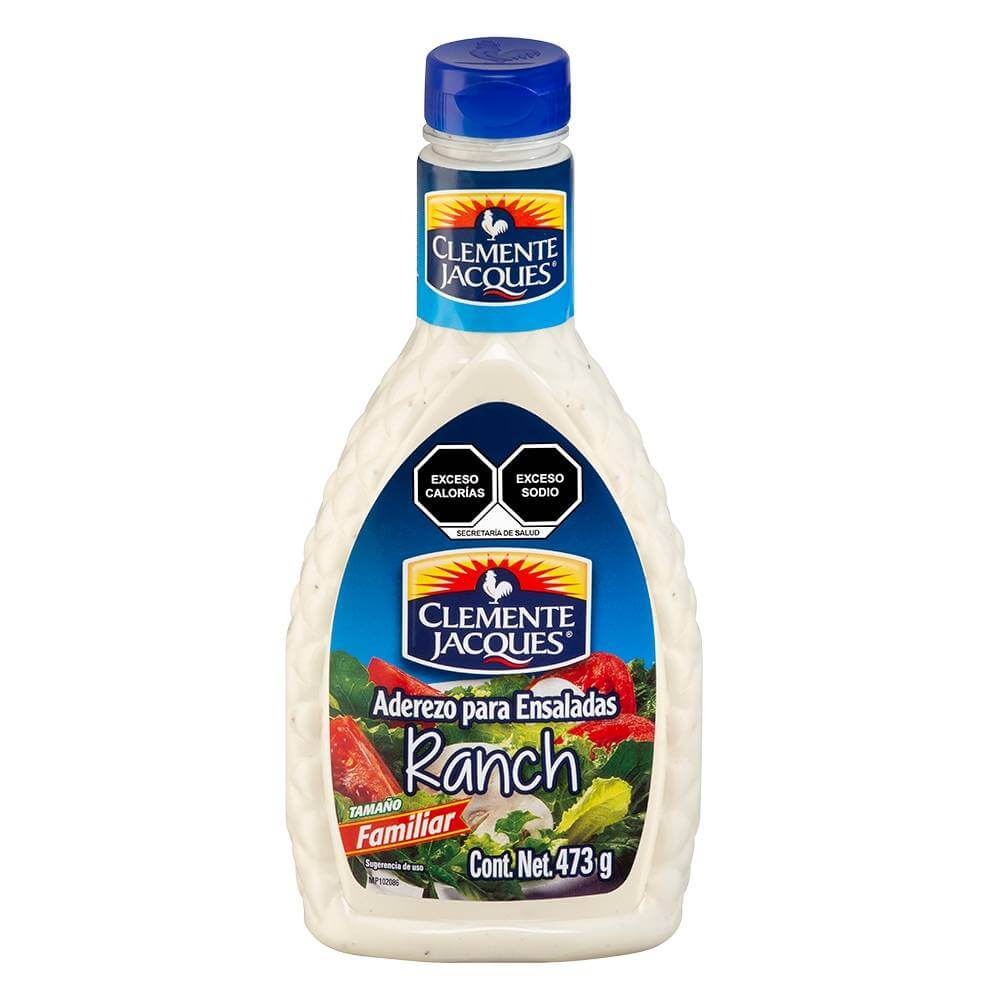 CLEMENTE
JACQUES®
EXCESO
CALORÍAS
EXCESO
SODIO
SECRETARÍA DE SALUD
CLEMENTE
JACQUES®
Aderezo para Ensaladas
Ranch
TAMAÑO
Familiar
Sugerencia de uso
MP102086
Cont. Net. 473 g